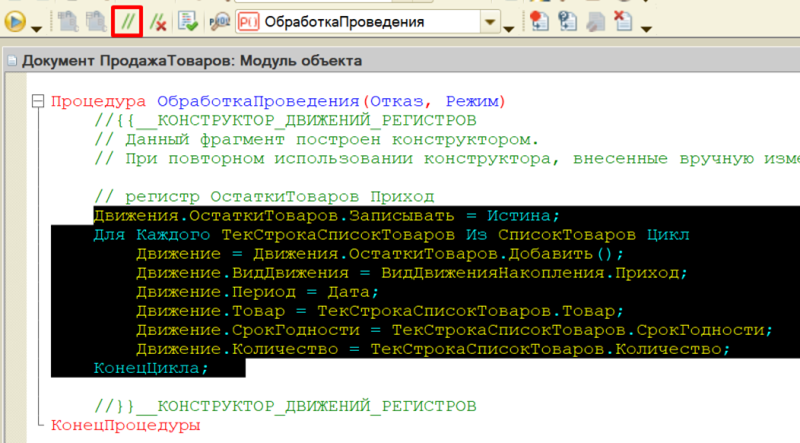 // //x P() ОбработкаПроведения
Документ ПродажаТоваров: Модуль объекта
Процедура ОбработкаПроведения(Отказ, Режим)
//{{__КОНСТРУКТОР_ДВИЖЕНИЙ_РЕГИСТРОВ
// Данный фрагмент построен конструктором.
// При повторном использовании конструктора, внесенные вручную изме
// регистр ОстаткиТоваров Приход
Движения.ОстаткиТоваров.Записывать = Истина;
Для Каждого ТекСтрокаСписокТоваров Из СписокТоваров Цикл
Движение = Движения.ОстаткиТоваров.Добавить();
Движение.ВидДвижения = ВидДвиженияНакопления.Приход;
Движение.Период = Дата;
Движение.Товар = ТекСтрокаСписокТоваров.Товар;
Движение.СрокГодности = ТекСтрокаСписокТоваров.СрокГодности;
Движение.Количество = ТекСтрокаСписокТоваров.Количество;
КонецЦикла;
//}}__КОНСТРУКТОР_ДВИЖЕНИЙ_РЕГИСТРОВ
КонецПроцедуры